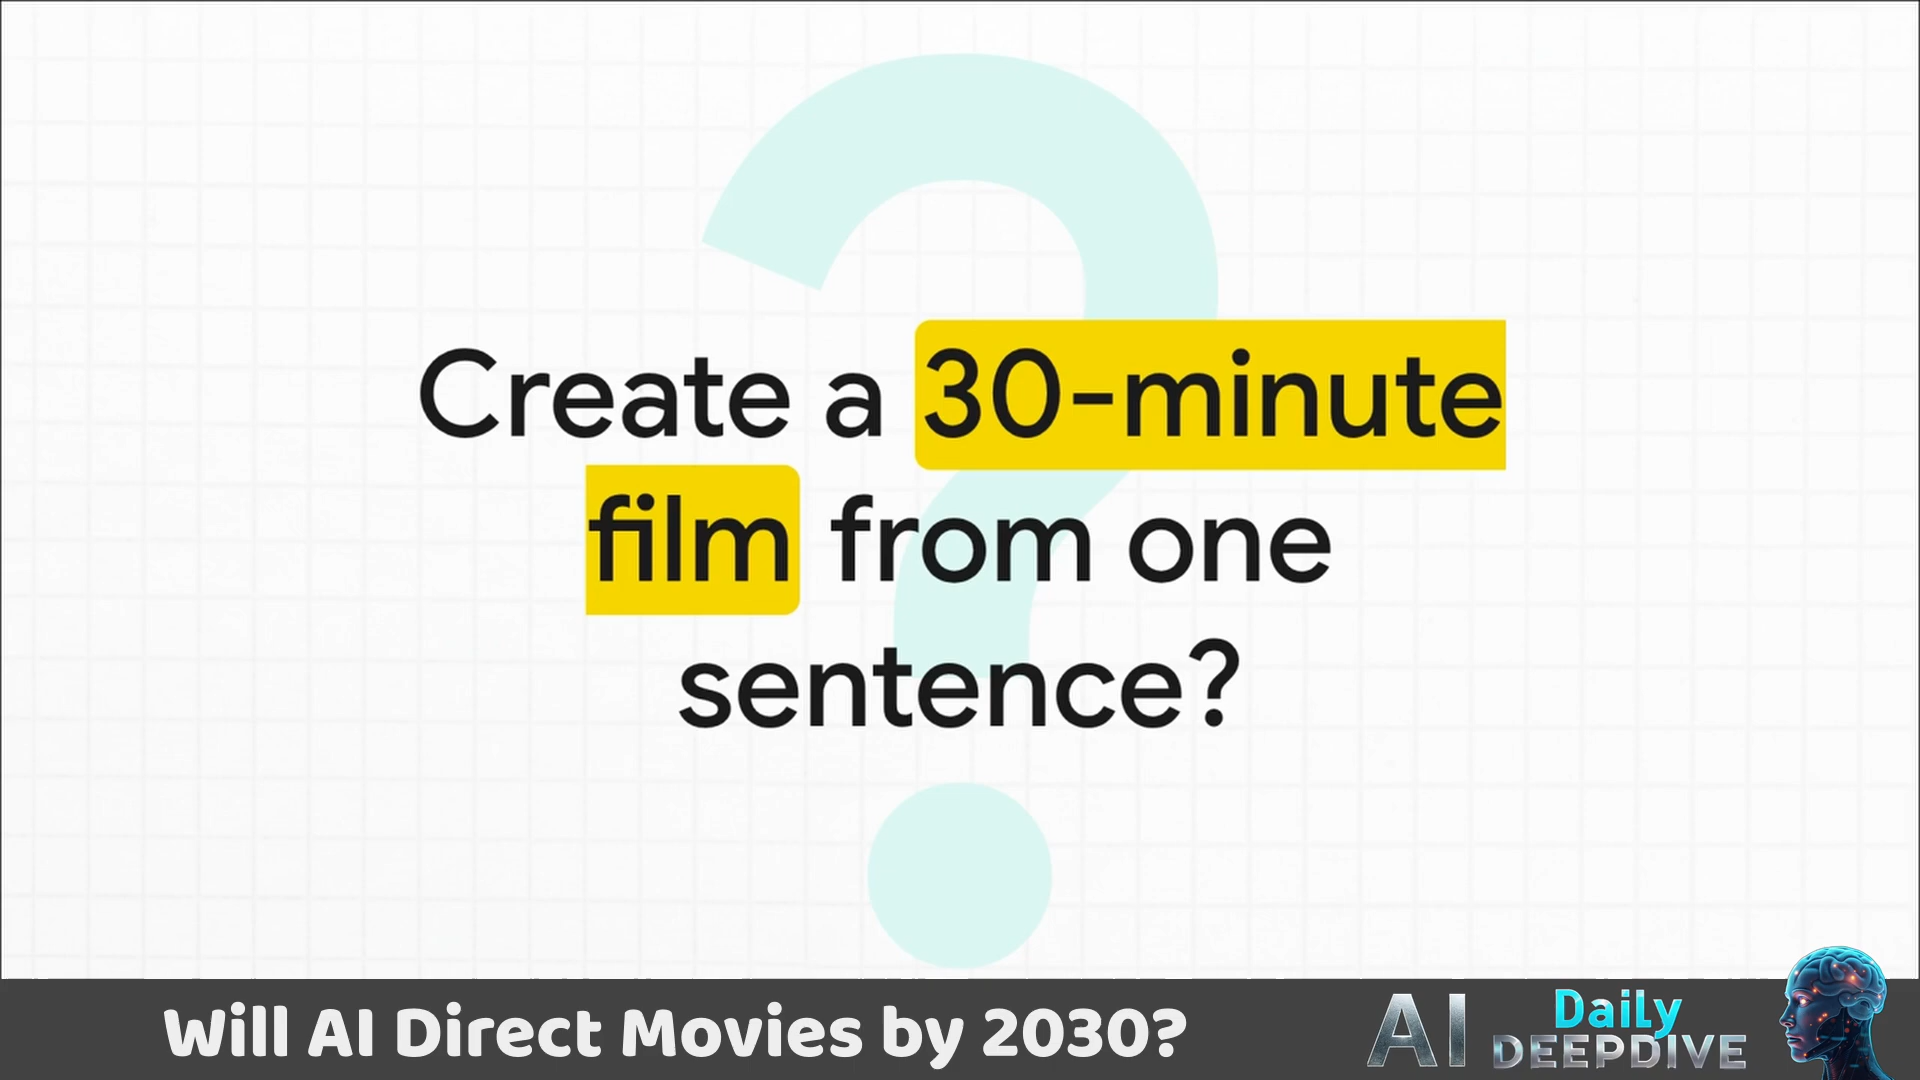 Create a 30-minute
film from one
sentence?
Will AI Direct Movies by 2030?
AI Daily
DEEPDIVE